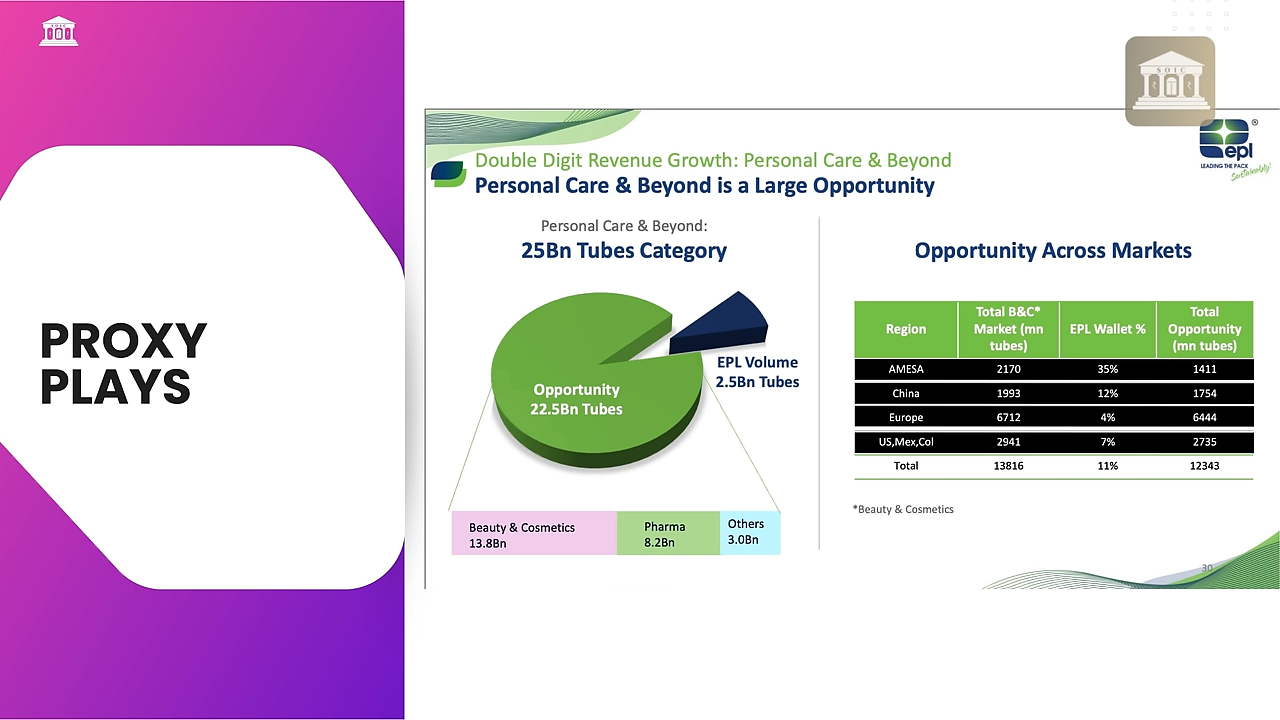 SOIC
SOIC
PROXY
PLAYS
epl
®
LEADING THE PACK
Sustainably!
Double Digit Revenue Growth: Personal Care & Beyond
Personal Care & Beyond is a Large Opportunity
Personal Care & Beyond:
25Bn Tubes Category
Opportunity
22.5Bn Tubes
EPL Volume
2.5Bn Tubes
Beauty & Cosmetics
13.8Bn
Pharma
8.2Bn
Others
3.0Bn
Opportunity Across Markets
Region Total B&C* Market (mn tubes) EPL Wallet % Total Opportunity (mn tubes)
AMESA 2170 35% 1411
China 1993 12% 1754
Europe 6712 4% 6444
US,Mex,Col 2941 7% 2735
Total 13816 11% 12343
*Beauty & Cosmetics
30